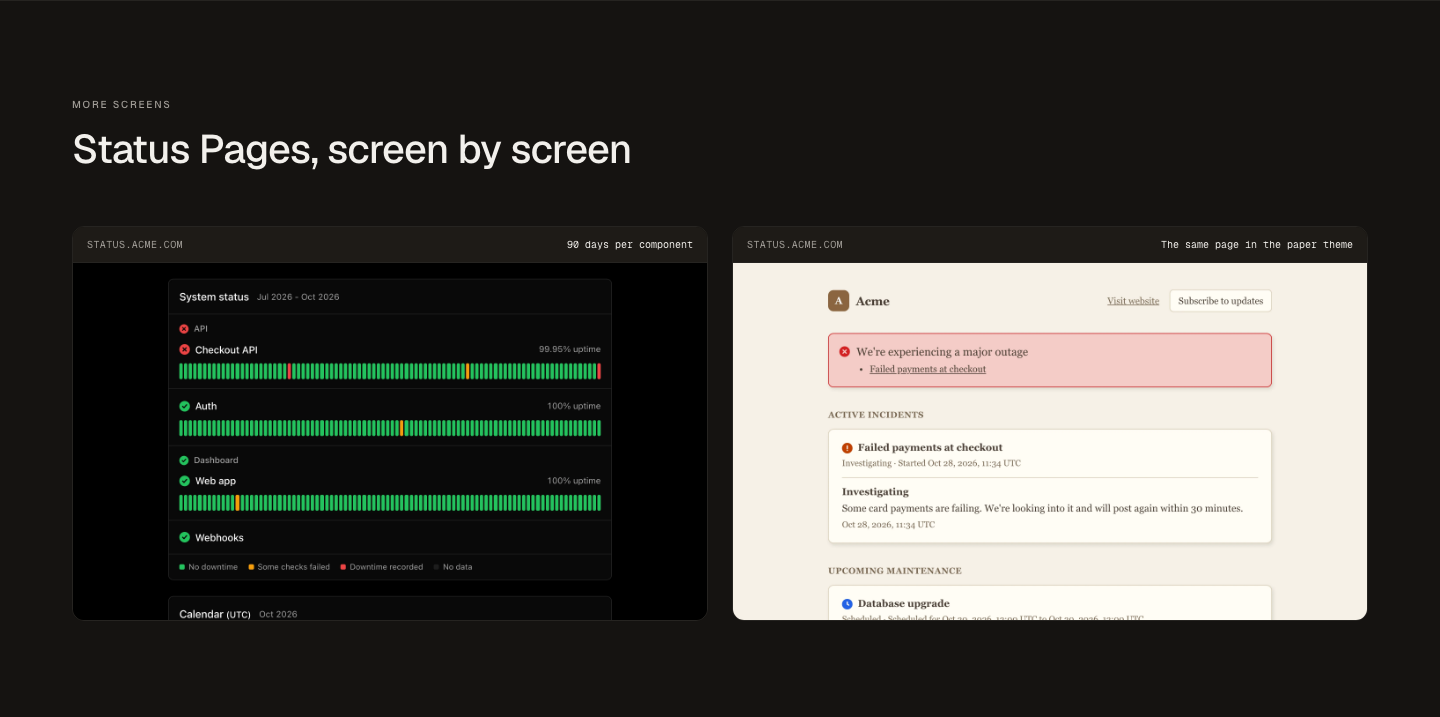 MORE SCREENS
Status Pages, screen by screen
STATUS.ACME.COM
90 days per component
System status Jul 2026 - Oct 2026
API
Checkout API
99.95% uptime
Auth
100% uptime
Dashboard
Web app
100% uptime
Webhooks
No downtime
Some checks failed
Downtime recorded
No data
Calendar (UTC) Oct 2026
STATUS.ACME.COM
The same page in the paper theme
A
Acme
Visit website
Subscribe to updates
We're experiencing a major outage
• Failed payments at checkout
ACTIVE INCIDENTS
Failed payments at checkout
Investigating · Started Oct 28, 2026, 11:34 UTC
Investigating
Some card payments are failing. We're looking into it and will post again within 30 minutes.
Oct 28, 2026, 11:34 UTC
UPCOMING MAINTENANCE
Database upgrade